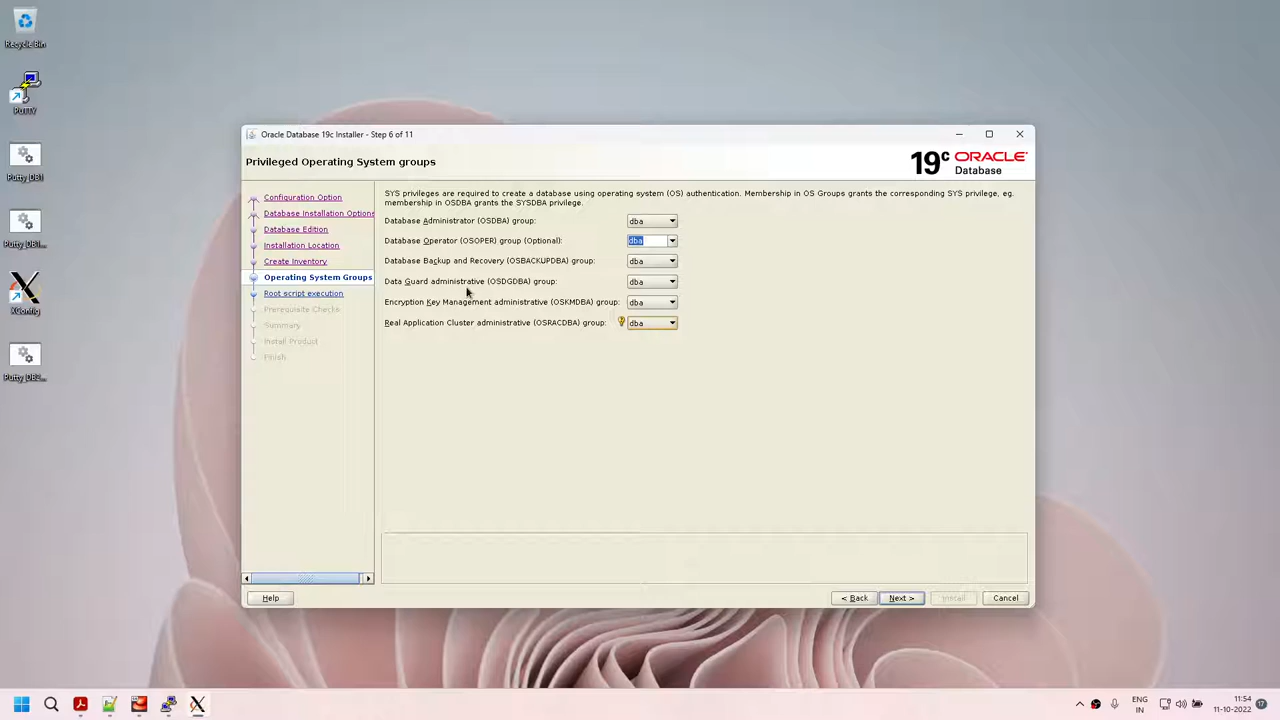 Recycle Bin
PuTTY
Putty_DB1
Putty_DB1...
XConfig
Putty_DB2...
Oracle Database 19c Installer - Step 6 of 11
Privileged Operating System groups
19c ORACLE
Database
Configuration Option
Database Installation Options
Database Edition
Installation Location
Create Inventory
Operating System Groups
Root script execution
Prerequisite Checks
Summary
Install Product
Finish
SYS privileges are required to create a database using operating system (OS) authentication. Membership in OS Groups grants the corresponding SYS privilege, eg.
membership in OSDBA grants the SYSDBA privilege.
Database Administrator (OSDBA) group: dba
Database Operator (OSOPER) group (Optional): dba
Database Backup and Recovery (OSBACKUPDBA) group: dba
Data Guard administrative (OSDGDBA) group: dba
Encryption Key Management administrative (OSKMDBA) group: dba
Real Application Cluster administrative (OSRACDBA) group: dba
Help
< Back
Next >
Install
Cancel
ENG
IN
11:54
11-10-2022
17